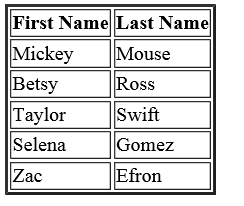 First Name Last Name
Mickey Mouse
Betsy Ross
Taylor Swift
Selena Gomez
Zac Efron